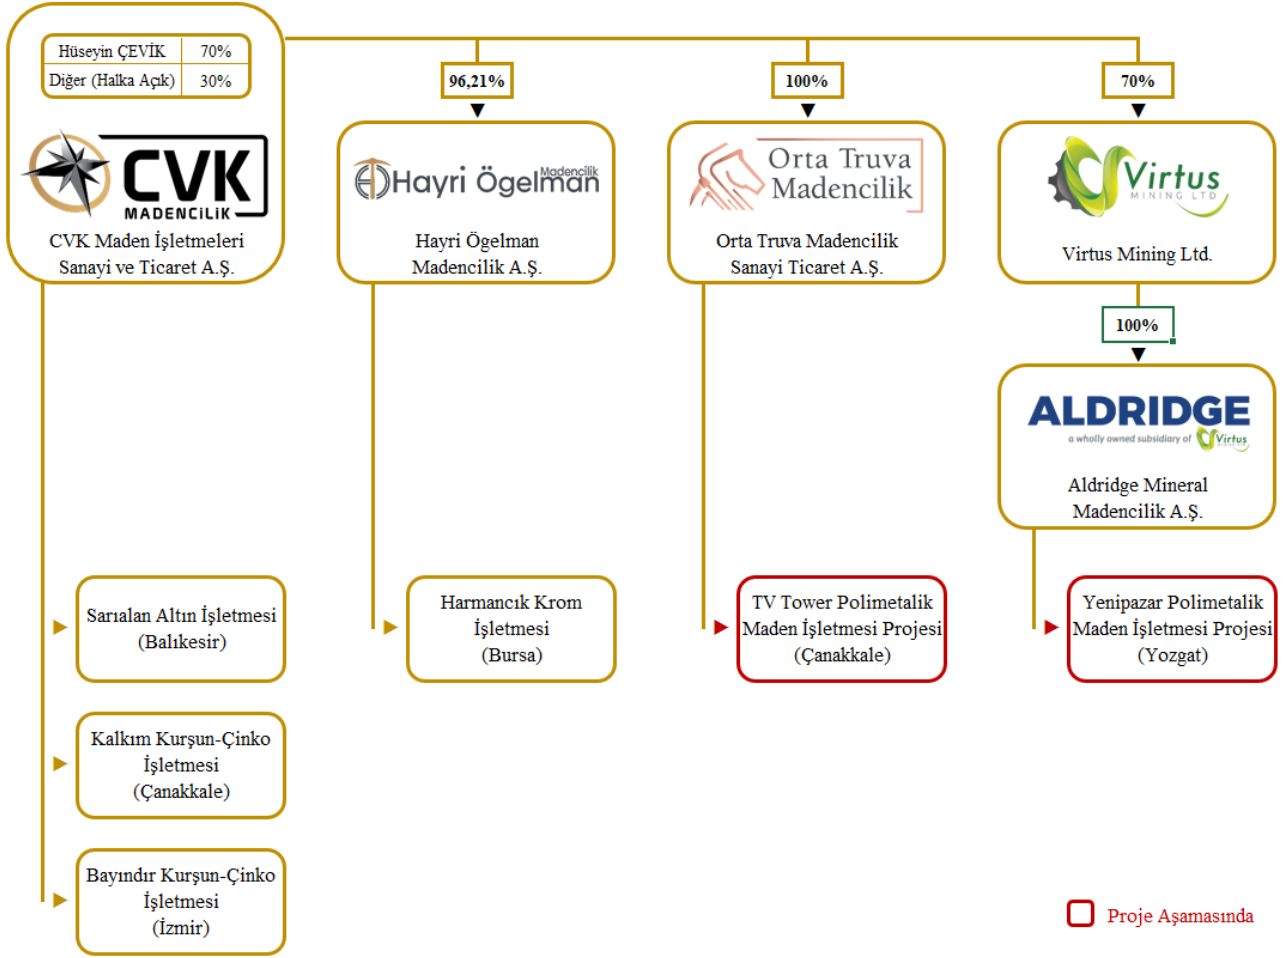 Hüseyin ÇEVİK 70%
Diğer (Halka Açık) 30%
CVK
MADENCİLİK
CVK Maden İşletmeleri
Sanayi ve Ticaret A.Ş.
96,21%
Hayri Ögelman Madencilik
Hayri Ögelman
Madencilik A.Ş.
100%
Orta Truva
Madencilik
Orta Truva Madencilik
Sanayi Ticaret A.Ş.
70%
Virtus
MINING LTD
Virtus Mining Ltd.
100%
ALDRIDGE
a wholly owned subsidiary of Virtus
Aldridge Mineral
Madencilik A.Ş.
Sarıalan Altın İşletmesi
(Balıkesir)
Kalkım Kurşun-Çinko
İşletmesi
(Çanakkale)
Bayındır Kurşun-Çinko
İşletmesi
(İzmir)
Harmancık Krom
İşletmesi
(Bursa)
TV Tower Polimetalik
Maden İşletmesi Projesi
(Çanakkale)
Yenipazar Polimetalik
Maden İşletmesi Projesi
(Yozgat)
Proje Aşamasında